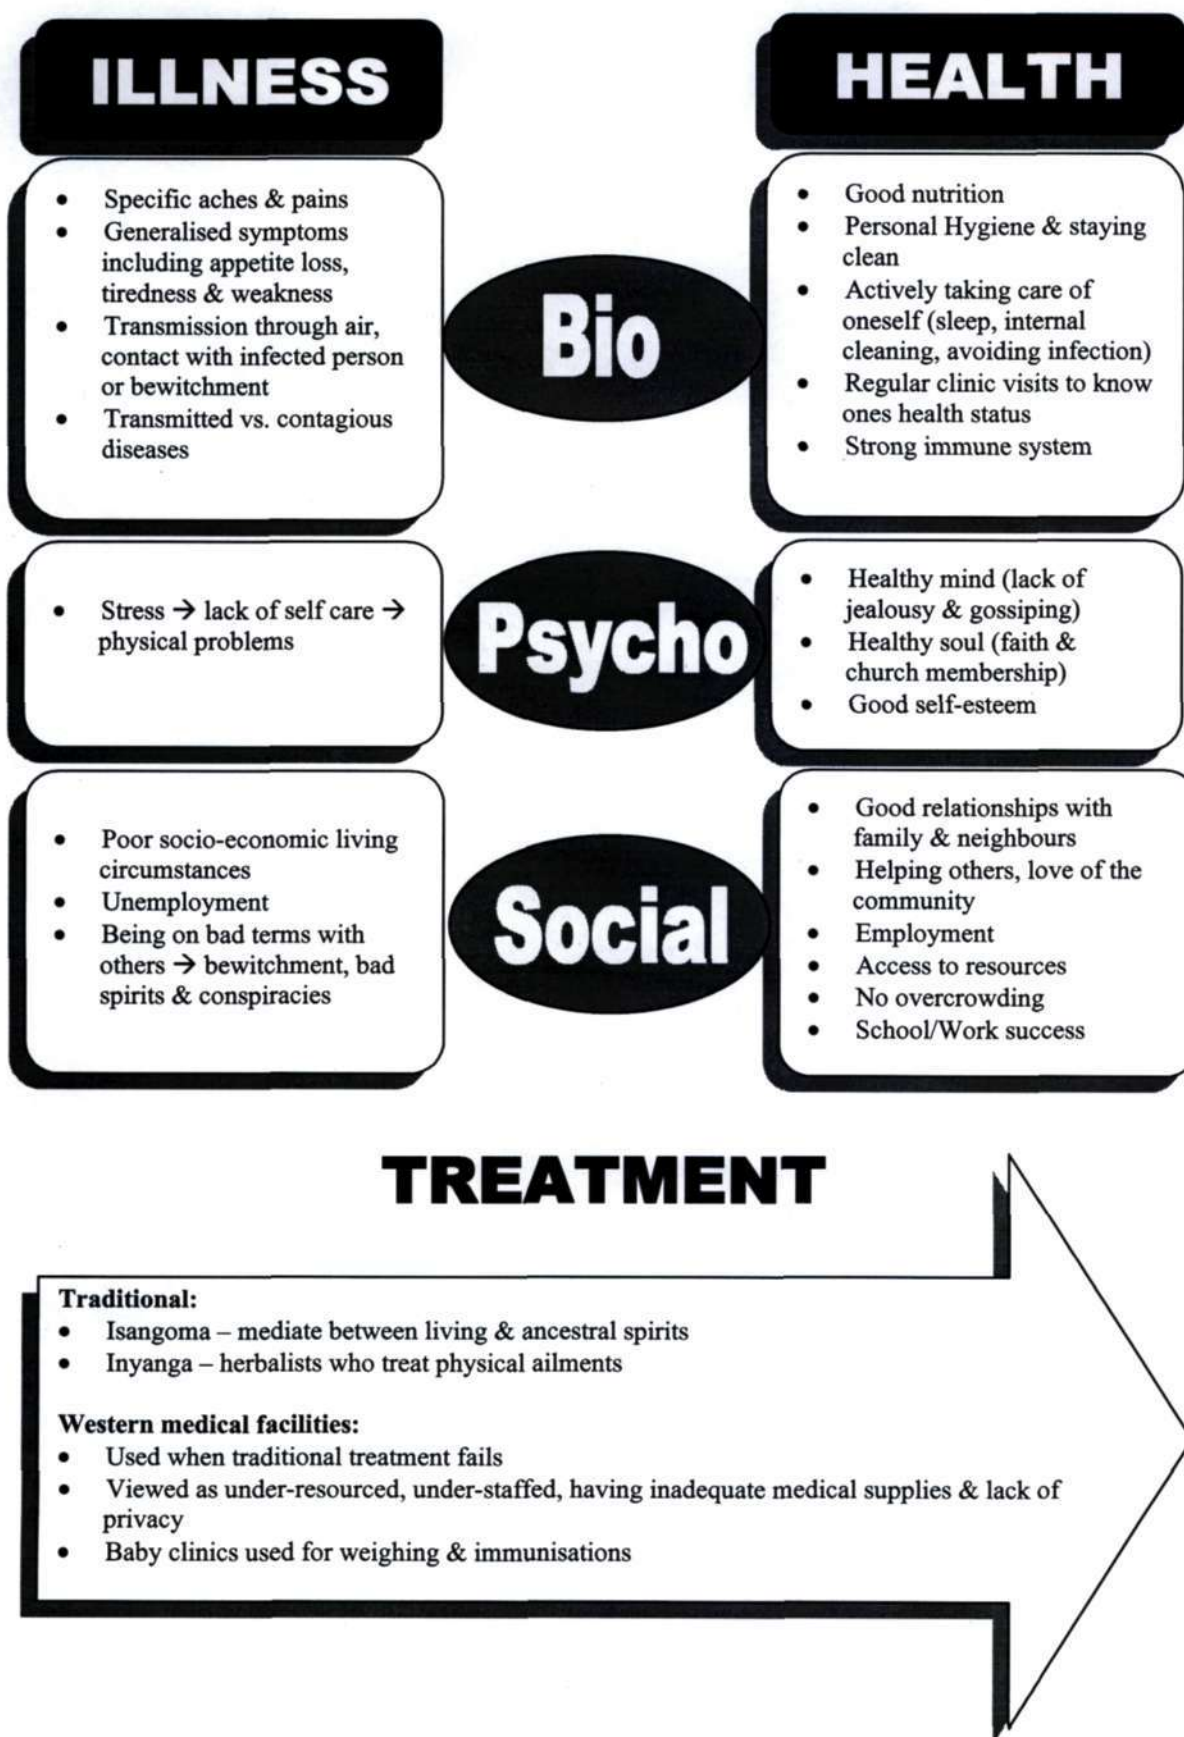 ILLNESS
HEALTH
• Specific aches & pains
• Generalised symptoms
including appetite loss,
tiredness & weakness
• Transmission through air,
contact with infected person
or bewitchment
• Transmitted vs. contagious
diseases
Bio
• Good nutrition
• Personal Hygiene & staying
clean
• Actively taking care of
oneself (sleep, internal
cleaning, avoiding infection)
• Regular clinic visits to know
ones health status
• Strong immune system
• Stress → lack of self care →
physical problems
Psycho
• Healthy mind (lack of
jealousy & gossiping)
• Healthy soul (faith &
church membership)
• Good self-esteem
• Poor socio-economic living
circumstances
• Unemployment
• Being on bad terms with
others → bewitchment, bad
spirits & conspiracies
Social
• Good relationships with
family & neighbours
• Helping others, love of the
community
• Employment
• Access to resources
• No overcrowding
• School/Work success
TREATMENT
Traditional:
• Isangoma – mediate between living & ancestral spirits
• Inyanga – herbalists who treat physical ailments
Western medical facilities:
• Used when traditional treatment fails
• Viewed as under-resourced, under-staffed, having inadequate medical supplies & lack of
privacy
• Baby clinics used for weighing & immunisations